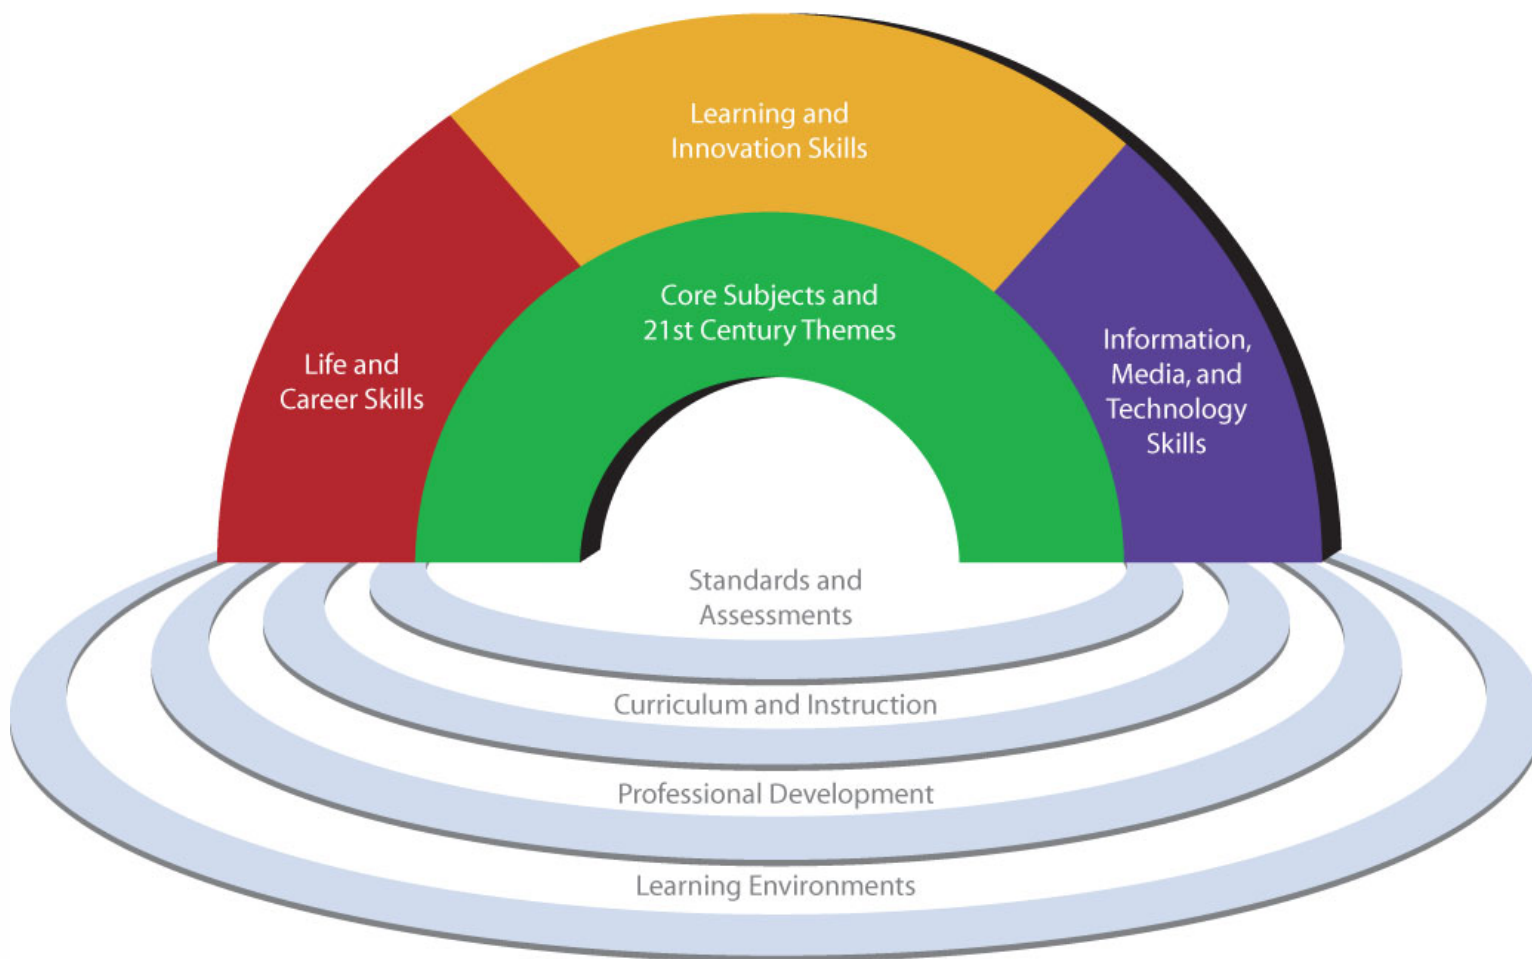 Learning and
Innovation Skills
Core Subjects and
21st Century Themes
Life and
Career Skills
Information,
Media, and
Technology
Skills
Standards and
Assessments
Curriculum and Instruction
Professional Development
Learning Environments